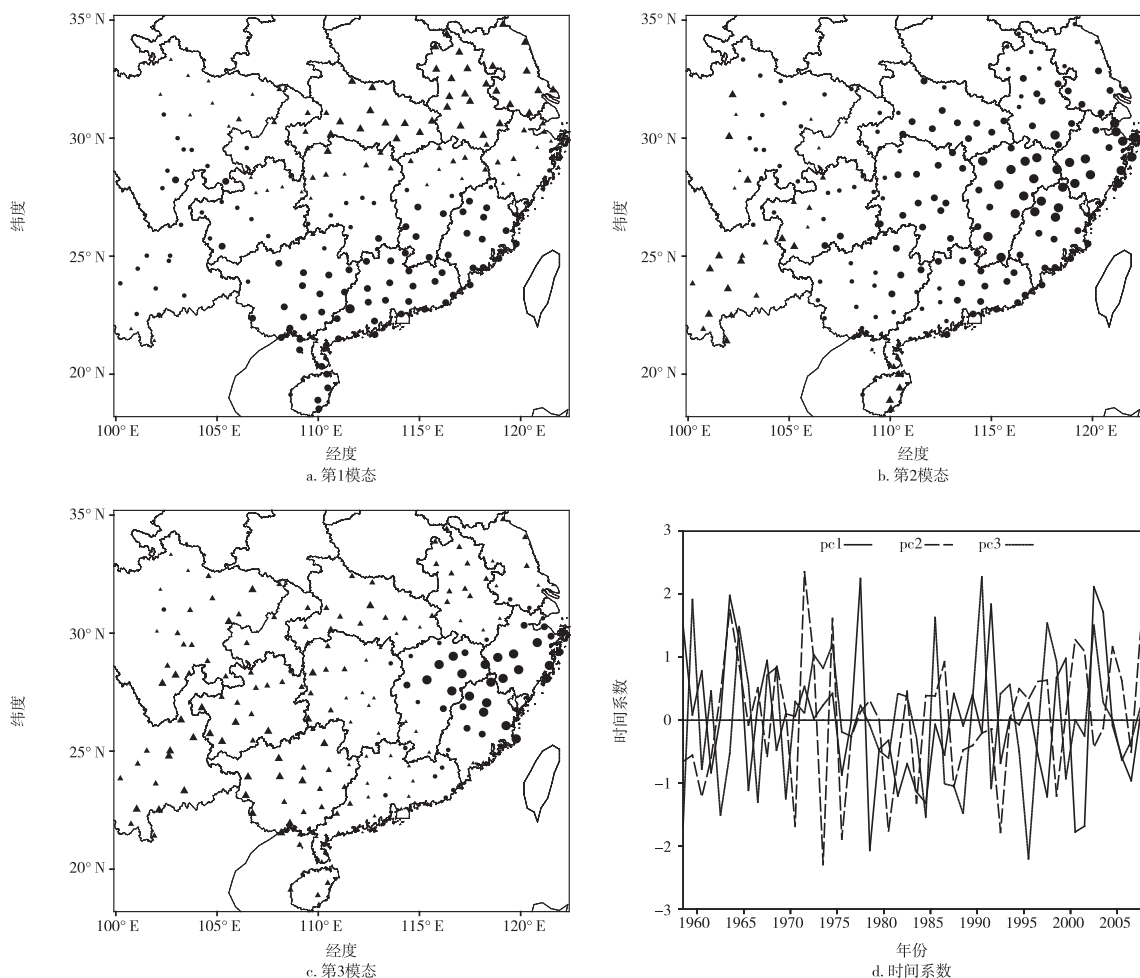 35° N
30° N
25° N
20° N
纬度
100° E
105° E
110° E
115° E
120° E
经度
a. 第1模态
35° N
30° N
25° N
20° N
纬度
100° E
105° E
110° E
115° E
120° E
经度
b. 第2模态
35° N
30° N
25° N
20° N
纬度
100° E
105° E
110° E
115° E
120° E
经度
c. 第3模态
pc1
pc2
pc3
3
2
1
0
−1
−2
−3
时间系数
1960
1965
1970
1975
1980
1985
1990
1995
2000
2005
年份
d. 时间系数